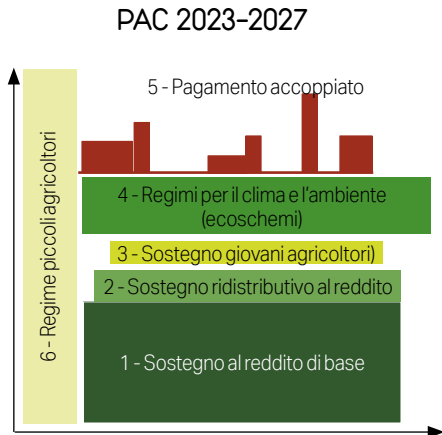 PAC 2023-2027
5 - Pagamento accoppiato
4 - Regimi per il clima e l'ambiente
(ecoschemi)
3 - Sostegno giovani agricoltori)
2 - Sostegno ridistributivo al reddito
1 - Sostegno al reddito di base
6 - Regime piccoli agricoltori